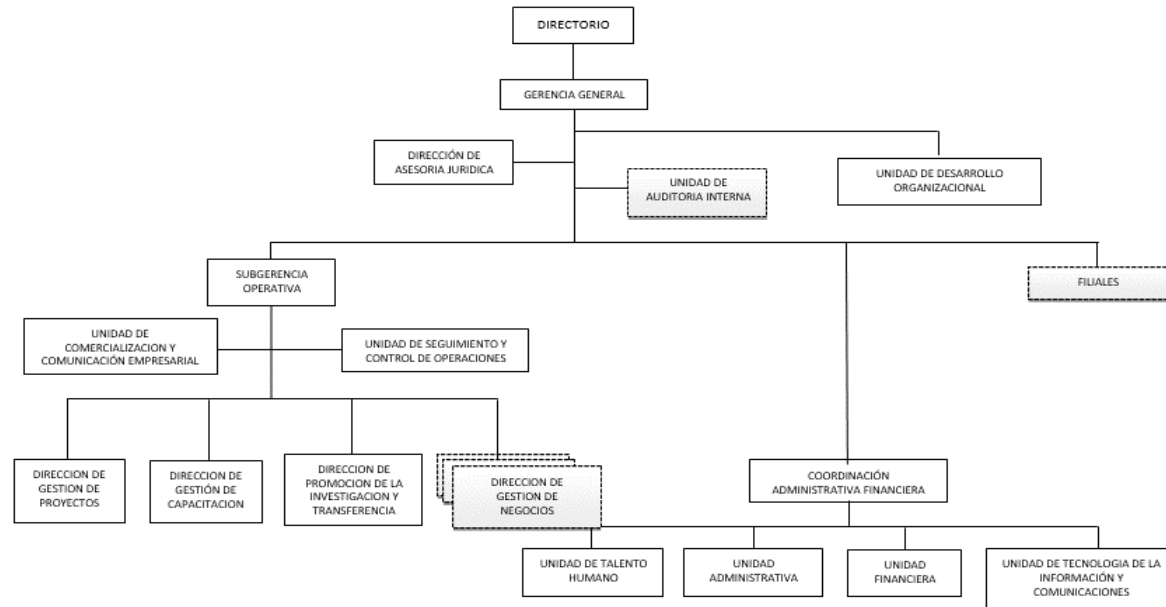 DIRECTORIO
GERENCIA GENERAL
DIRECCIÓN DE
ASESORIA JURIDICA
UNIDAD DE
AUDITORIA INTERNA
UNIDAD DE DESARROLLO
ORGANIZACIONAL
SUBGERENCIA
OPERATIVA
FILIALES
UNIDAD DE
COMERCIALIZACION Y
COMUNICACIÓN EMPRESARIAL
UNIDAD DE SEGUIMIENTO Y
CONTROL DE OPERACIONES
DIRECCION DE
GESTION DE
PROYECTOS
DIRECCION DE
GESTIÓN DE
CAPACITACION
DIRECCION DE
PROMOCION DE LA
INVESTIGACION Y
TRANSFERENCIA
DIRECCION DE
GESTION DE
NEGOCIOS
COORDINACIÓN
ADMINISTRATIVA FINANCIERA
UNIDAD DE TALENTO
HUMANO
UNIDAD
ADMINISTRATIVA
UNIDAD
FINANCIERA
UNIDAD DE TECNOLOGIA DE LA
INFORMACIÓN Y
COMUNICACIONES